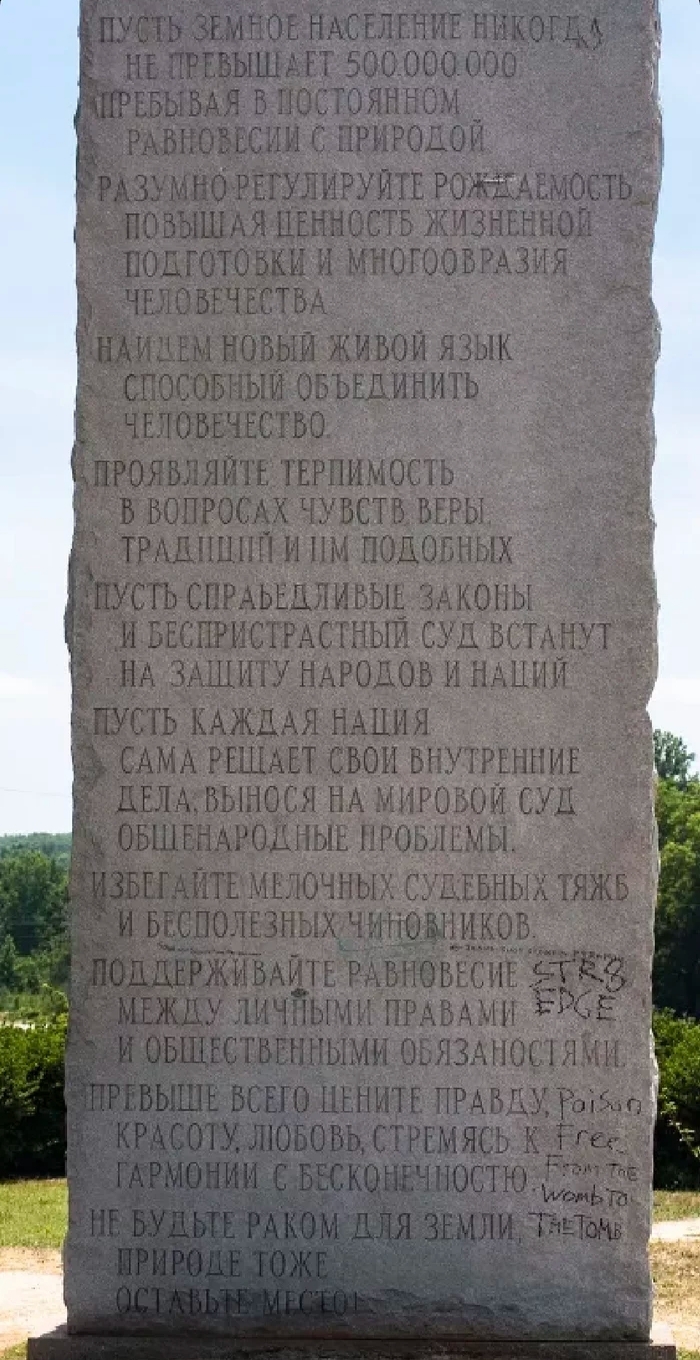 ПУСТЬ ЗЕМНОЕ НАСЕЛЕНИЕ НИКОГДА
НЕ ПРЕВЫШАЕТ 500.000.000
ПРЕБЫВАЯ В ПОСТОЯННОМ
РАВНОВЕСИИ С ПРИРОДОЙ
РАЗУМНО РЕГУЛИРУЙТЕ РОЖДАЕМОСТЬ
ПОВЫШАЯ ЦЕННОСТЬ ЖИЗНЕННОЙ
ПОДГОТОВКИ И МНОГООВРАЗИЯ
ЧЕЛОВЕЧЕСТВА
НАЙДЕМ НОВЫЙ ЖИВОЙ ЯЗЫК
СПОСОБНЫЙ ОБЪЕДИНИТЬ
ЧЕЛОВЕЧЕСТВО.
ПРОЯВЛЯЙТЕ ТЕРПИМОСТЬ
В ВОПРОСАХ ЧУВСТВ, ВЕРЫ,
ТРАДИЦИЙ И ИМ ПОДОБНЫХ
ПУСТЬ СПРАЬЕДЛИВЫЕ ЗАКОНЫ
И БЕСПРИСТРАСТНЫЙ СУД ВСТАНУТ
НА ЗАЩИТУ НАРОДОВ И НАЦИЙ
ПУСТЬ КАЖДАЯ НАЦИЯ
САМА РЕЩАЕТ СВОИ ВНУТРЕННИЕ
ДЕЛА, ВЫНОСЯ НА МИРОВОЙ СУД
ОБЩЕНАРОДНЫЕ ПРОБЛЕМЫ.
ИЗБЕГАЙТЕ МЕЛОЧНЫХ СУДЕБНЫХ ТЯЖБ
И БЕСПОЛЕЗНЫХ ЧИНОВНИКОВ.
ПОДДЕРЖИВАЙТЕ РАВНОВЕСИЕ
МЕЖДУ ЛИЧНЫМИ ПРАВАМИ EDGE
И ОБЩЕСТВЕННЫМИ ОБЯЗАНОСТЯМИ.
ПРЕВЫШЕ ВСЕГО ЦЕНИТЕ ПРАВДУ, Poison
КРАСОТУ, ЛЮБОВЬ, СТРЕМЯСЬ К Free
ГАРМОНИИ С БЕСКОНЕЧНОСТЮ. From THE
Womb To
НЕ БУДЬТЕ РАКОМ ДЛЯ ЗЕМЛИ, THE TOMB
ПРИРОДЕ ТОЖЕ
ОСТАВЬТЕ МЕСТО!